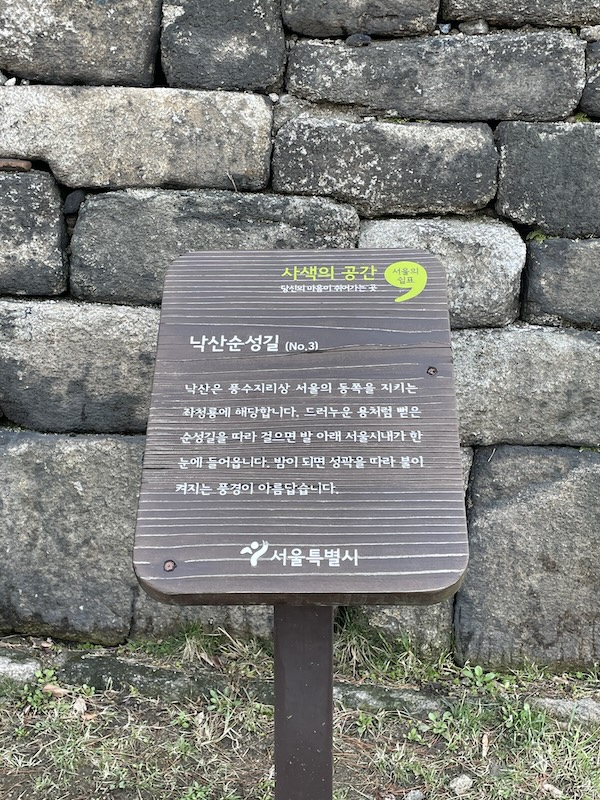 사색의 공간
당신의 마음이 쉬어가는 곳
서울의
쉼표
낙산순성길 (No.3)
낙산은 풍수지리상 서울의 동쪽을 지키는
좌청룡에 해당합니다. 드러누운 용처럼 뻗은
순성길을 따라 걸으면 발 아래 서울시내가 한
눈에 들어옵니다. 밤이 되면 성곽을 따라 불이
켜지는 풍경이 아름답습니다.
서울특별시